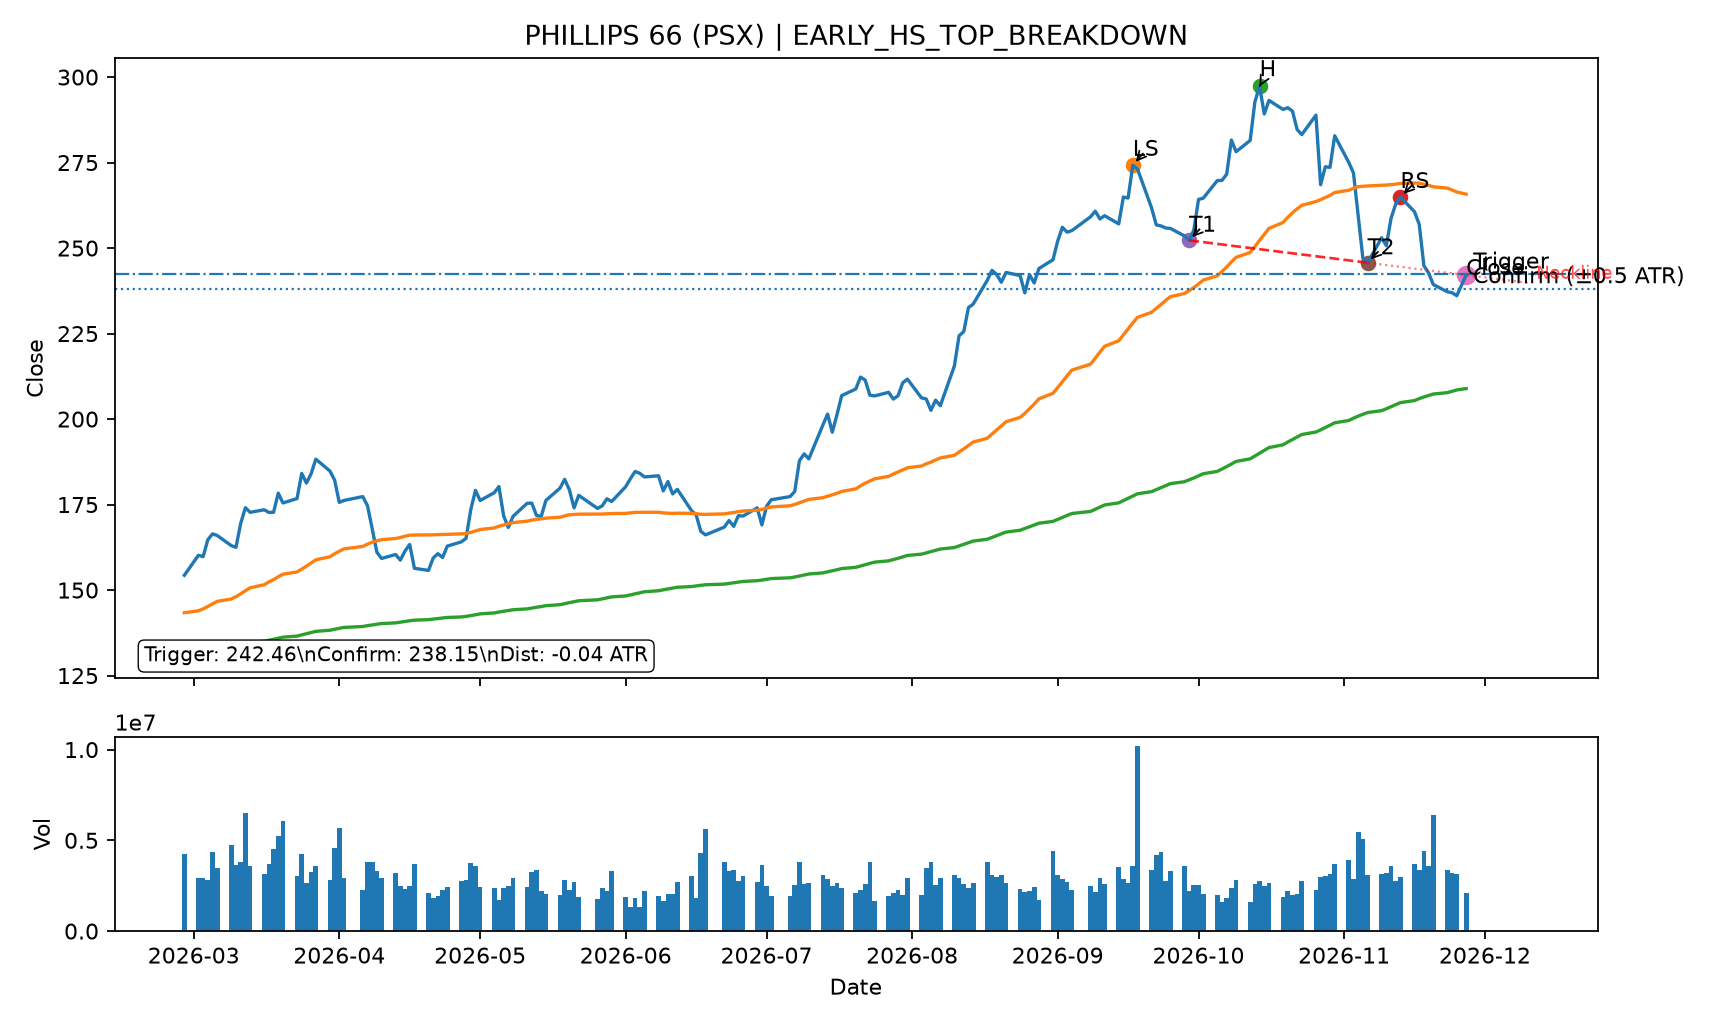 PHILLIPS 66 (PSX) | EARLY_HS_TOP_BREAKDOWN
Close
300
275
250
225
200
175
150
125
H
LS
T1
RS
T2
Trigger
Close
Neckline
Confirm (±0.5 ATR)
Trigger: 242.46\nConfirm: 238.15\nDist: -0.04 ATR
1e7
Vol
1.0
0.5
0.0
2026-03
2026-04
2026-05
2026-06
2026-07
2026-08
2026-09
2026-10
2026-11
2026-12
Date